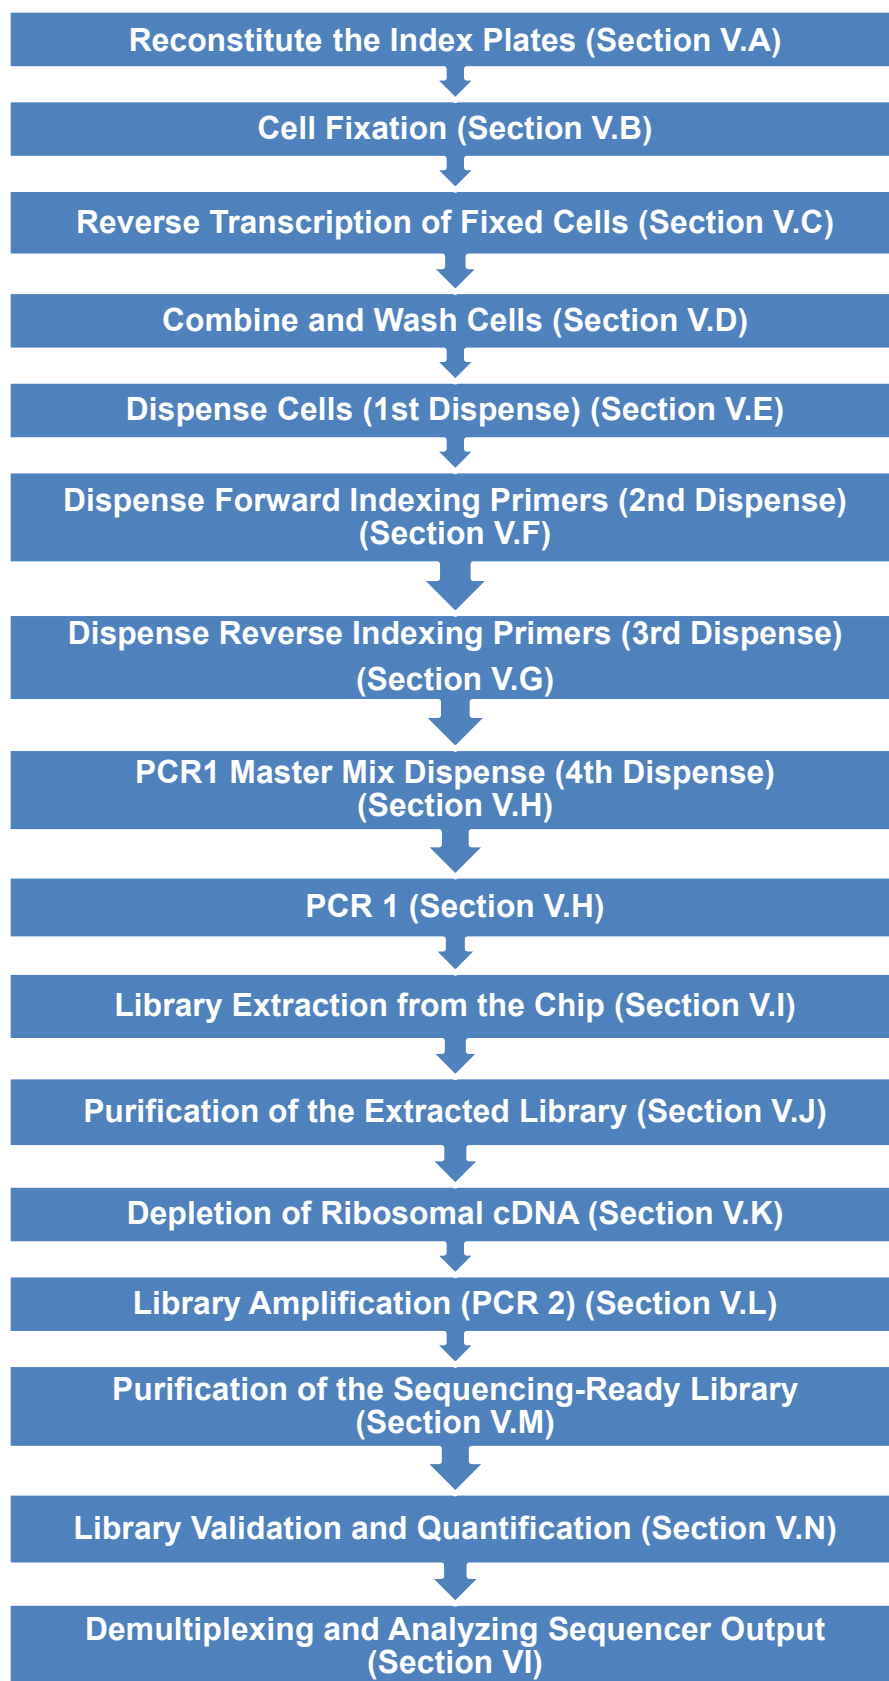 Reconstitute the Index Plates (Section V.A)
Cell Fixation (Section V.B)
Reverse Transcription of Fixed Cells (Section V.C)
Combine and Wash Cells (Section V.D)
Dispense Cells (1st Dispense) (Section V.E)
Dispense Forward Indexing Primers (2nd Dispense)
(Section V.F)
Dispense Reverse Indexing Primers (3rd Dispense)
(Section V.G)
PCR1 Master Mix Dispense (4th Dispense)
(Section V.H)
PCR 1 (Section V.H)
Library Extraction from the Chip (Section V.I)
Purification of the Extracted Library (Section V.J)
Depletion of Ribosomal cDNA (Section V.K)
Library Amplification (PCR 2) (Section V.L)
Purification of the Sequencing-Ready Library
(Section V.M)
Library Validation and Quantification (Section V.N)
Demultiplexing and Analyzing Sequencer Output
(Section VI)